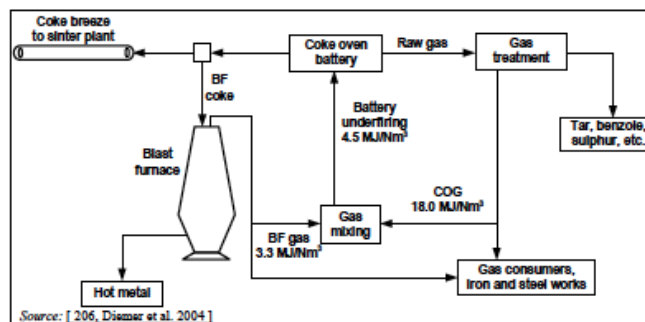 Coke breeze
to sinter plant
Coke oven
battery
Raw gas
Gas
treatment
BF
coke
Battery
underfiring
4.5 MJ/Nm³
Tar, benzole,
sulphur, etc.
Blast
furnace
COG
18.0 MJ/Nm³
Gas
mixing
BF gas
3.3 MJ/Nm³
Gas consumers,
iron and steel works
Hot metal
Source: [ 206, Diemer et al. 2004 ]